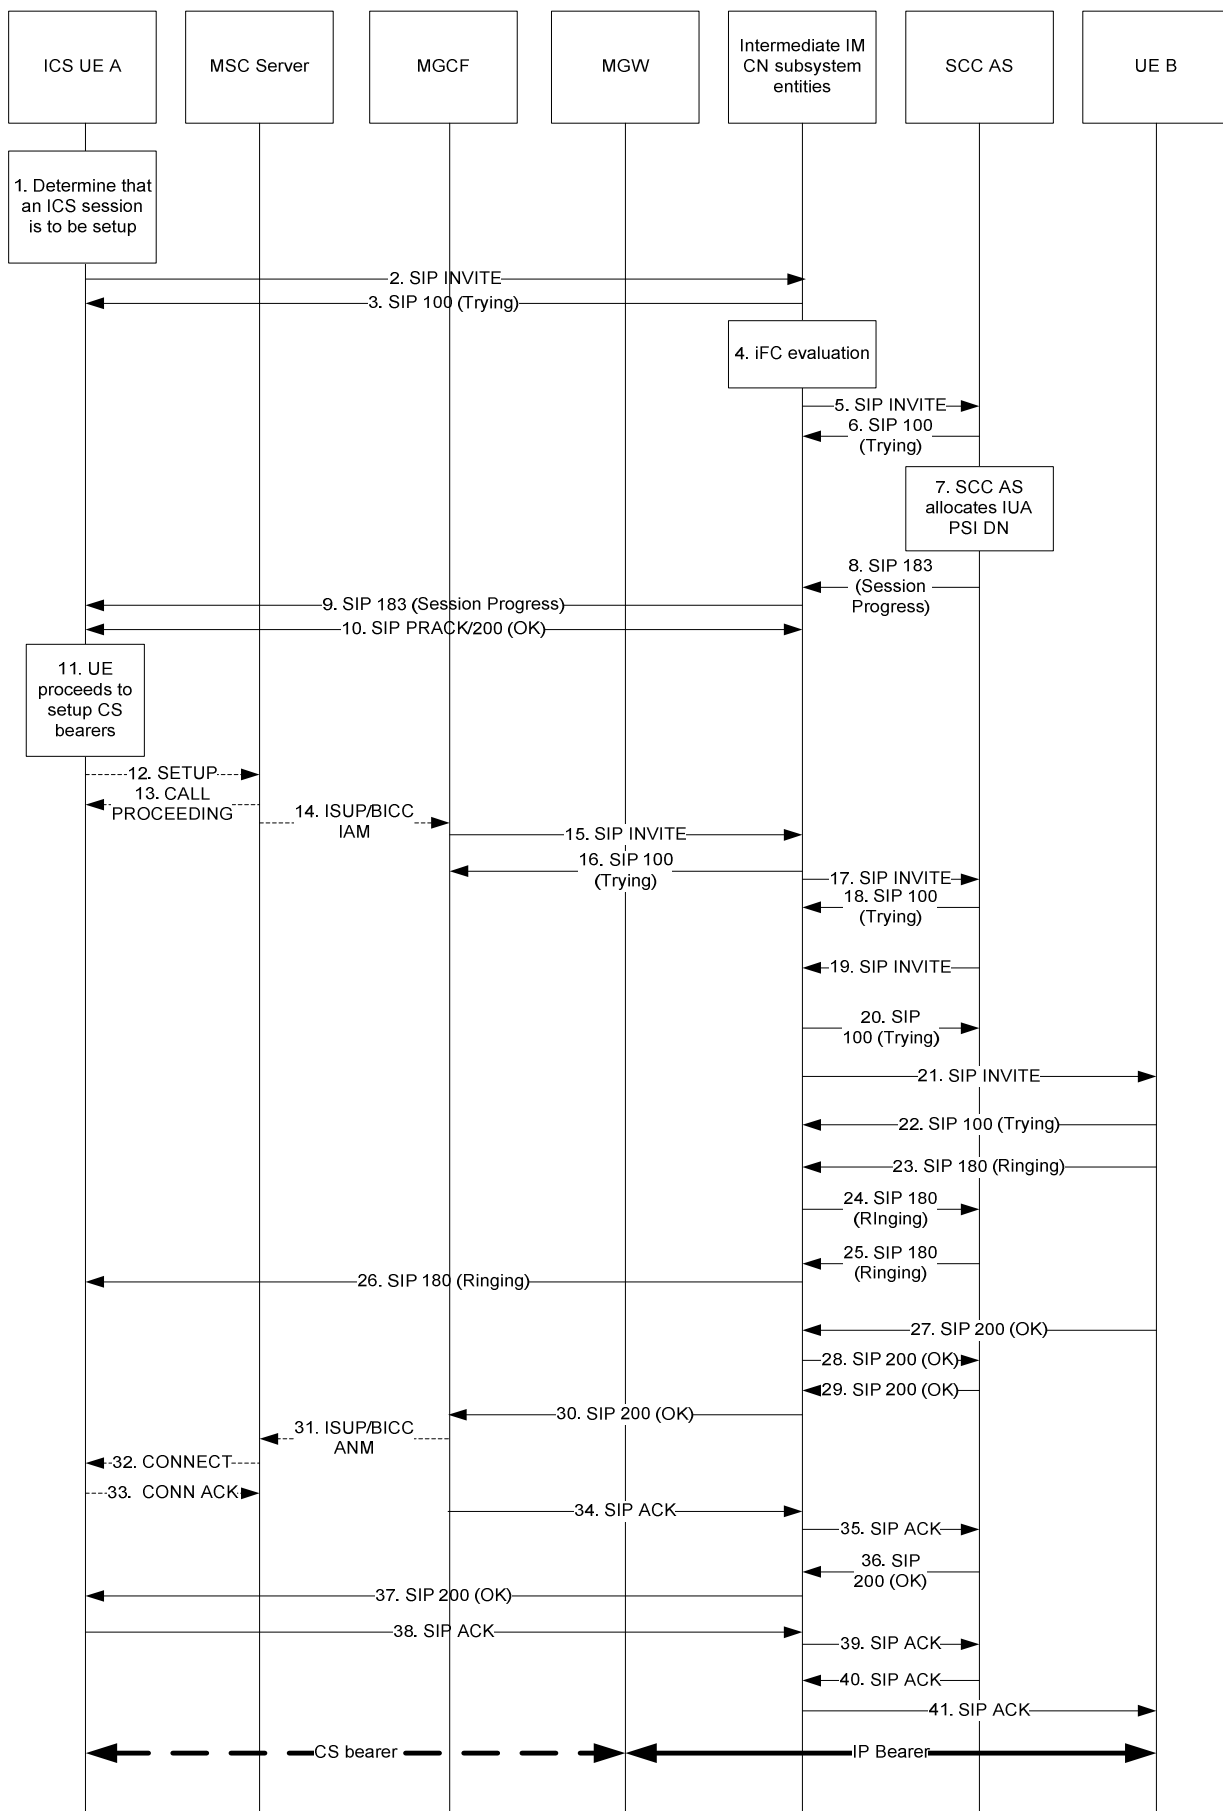 ICS UE A
MSC Server
MGCF
MGW
Intermediate IM
CN subsystem
entities
SCC AS
UE B
1. Determine that
an ICS session
is to be setup
2. SIP INVITE
3. SIP 100 (Trying)
4. iFC evaluation
5. SIP INVITE
6. SIP 100
(Trying)
7. SCC AS
allocates IUA
PSI DN
8. SIP 183
(Session
Progress)
9. SIP 183 (Session Progress)
10. SIP PRACK/200 (OK)
11. UE
proceeds to
setup CS
bearers
12. SETUP
13. CALL
PROCEEDING
14. ISUP/BICC
IAM
15. SIP INVITE
16. SIP 100
(Trying)
17. SIP INVITE
18. SIP 100
(Trying)
19. SIP INVITE
20. SIP
100 (Trying)
21. SIP INVITE
22. SIP 100 (Trying)
23. SIP 180 (Ringing)
24. SIP 180
(RInging)
25. SIP 180
(Ringing)
26. SIP 180 (Ringing)
27. SIP 200 (OK)
28. SIP 200 (OK)
29. SIP 200 (OK)
30. SIP 200 (OK)
31. ISUP/BICC
ANM
32. CONNECT
33. CONN ACK
34. SIP ACK
35. SIP ACK
36. SIP
200 (OK)
37. SIP 200 (OK)
38. SIP ACK
39. SIP ACK
40. SIP ACK
41. SIP ACK
CS bearer
IP Bearer